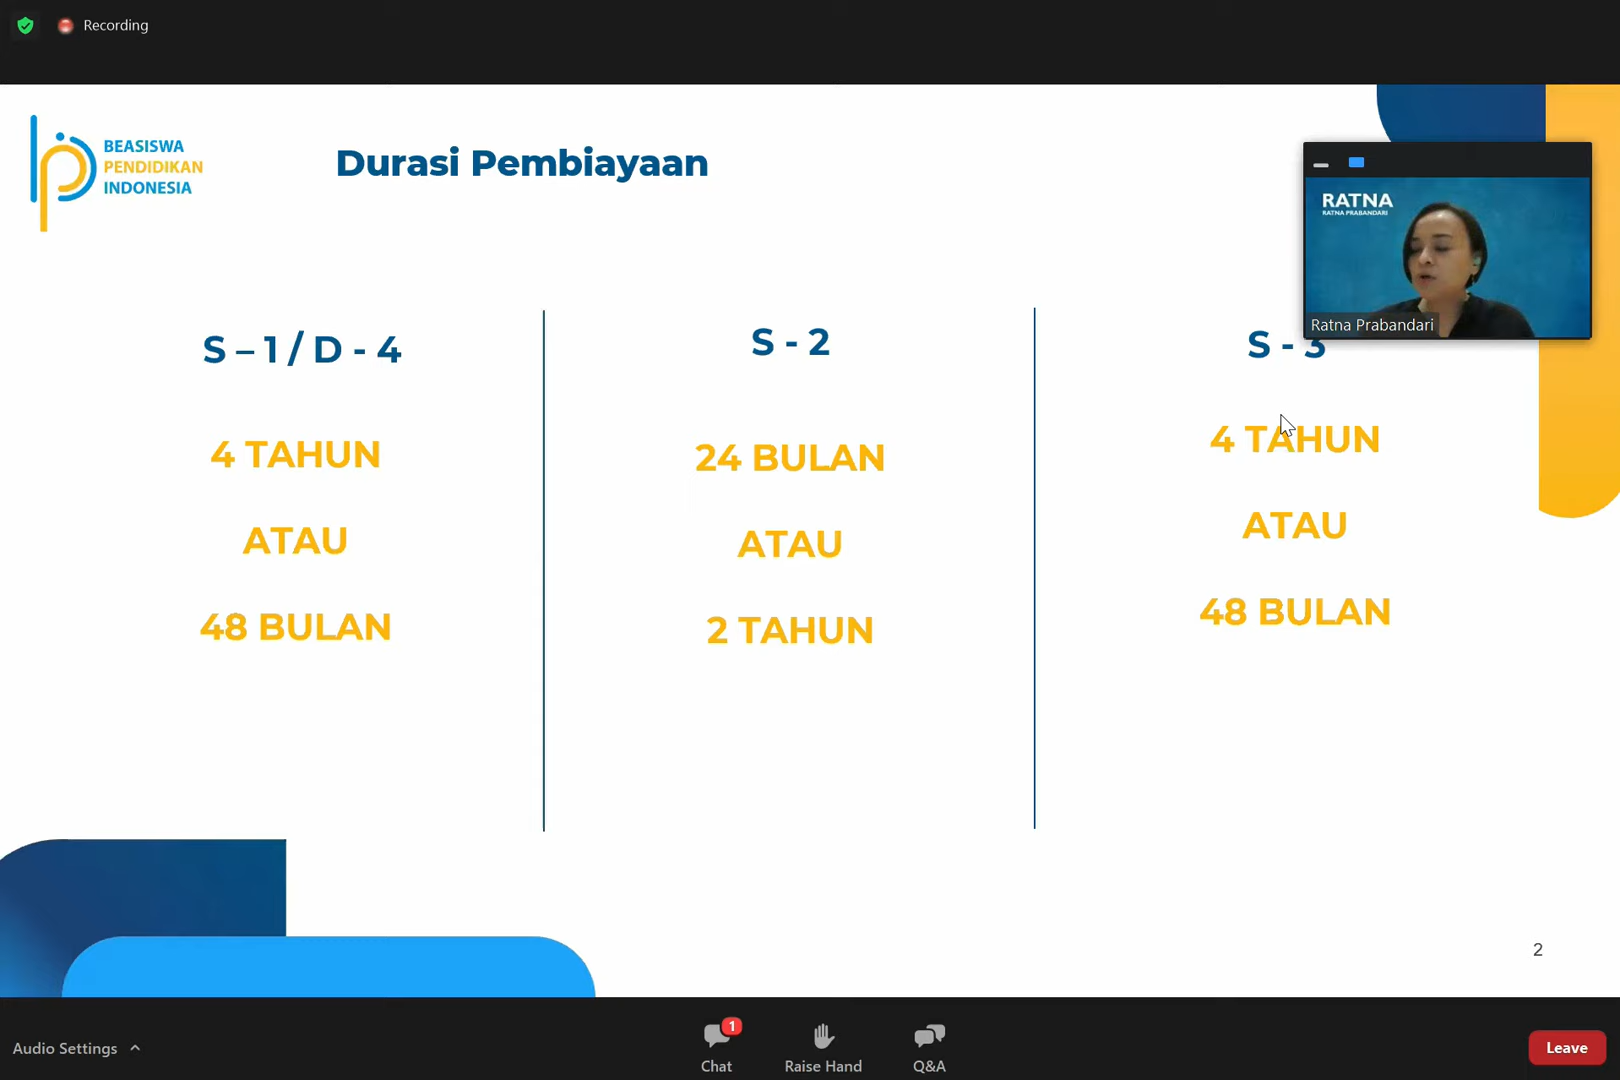 Recording
BEASISWA
PENDIDIKAN
INDONESIA
Durasi Pembiayaan
RATNA
RATNA PRABANDARI
Ratna Prabandari
S – 1 / D - 4
4 TAHUN
ATAU
48 BULAN
S - 2
24 BULAN
ATAU
2 TAHUN
S - 3
4 TAHUN
ATAU
48 BULAN
2
Audio Settings
1
Chat
Raise Hand
Q&A
Leave